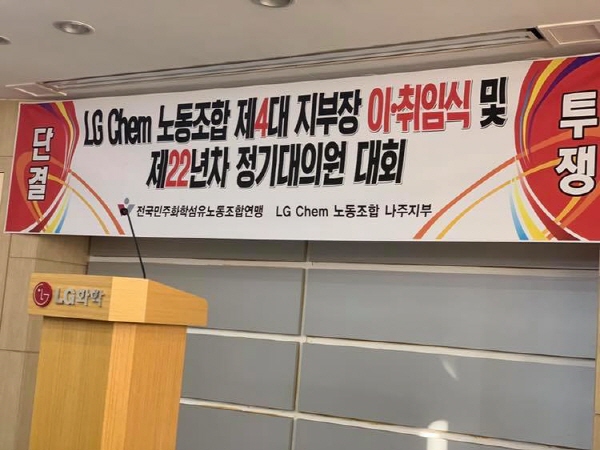 단결
LG Chem 노동조합 제4대 지부장 이·취임식 및
제22년차 정기대의원 대회
전국민주화학섬유노동조합연맹 LG Chem 노동조합 나주지부
투쟁
LG화학